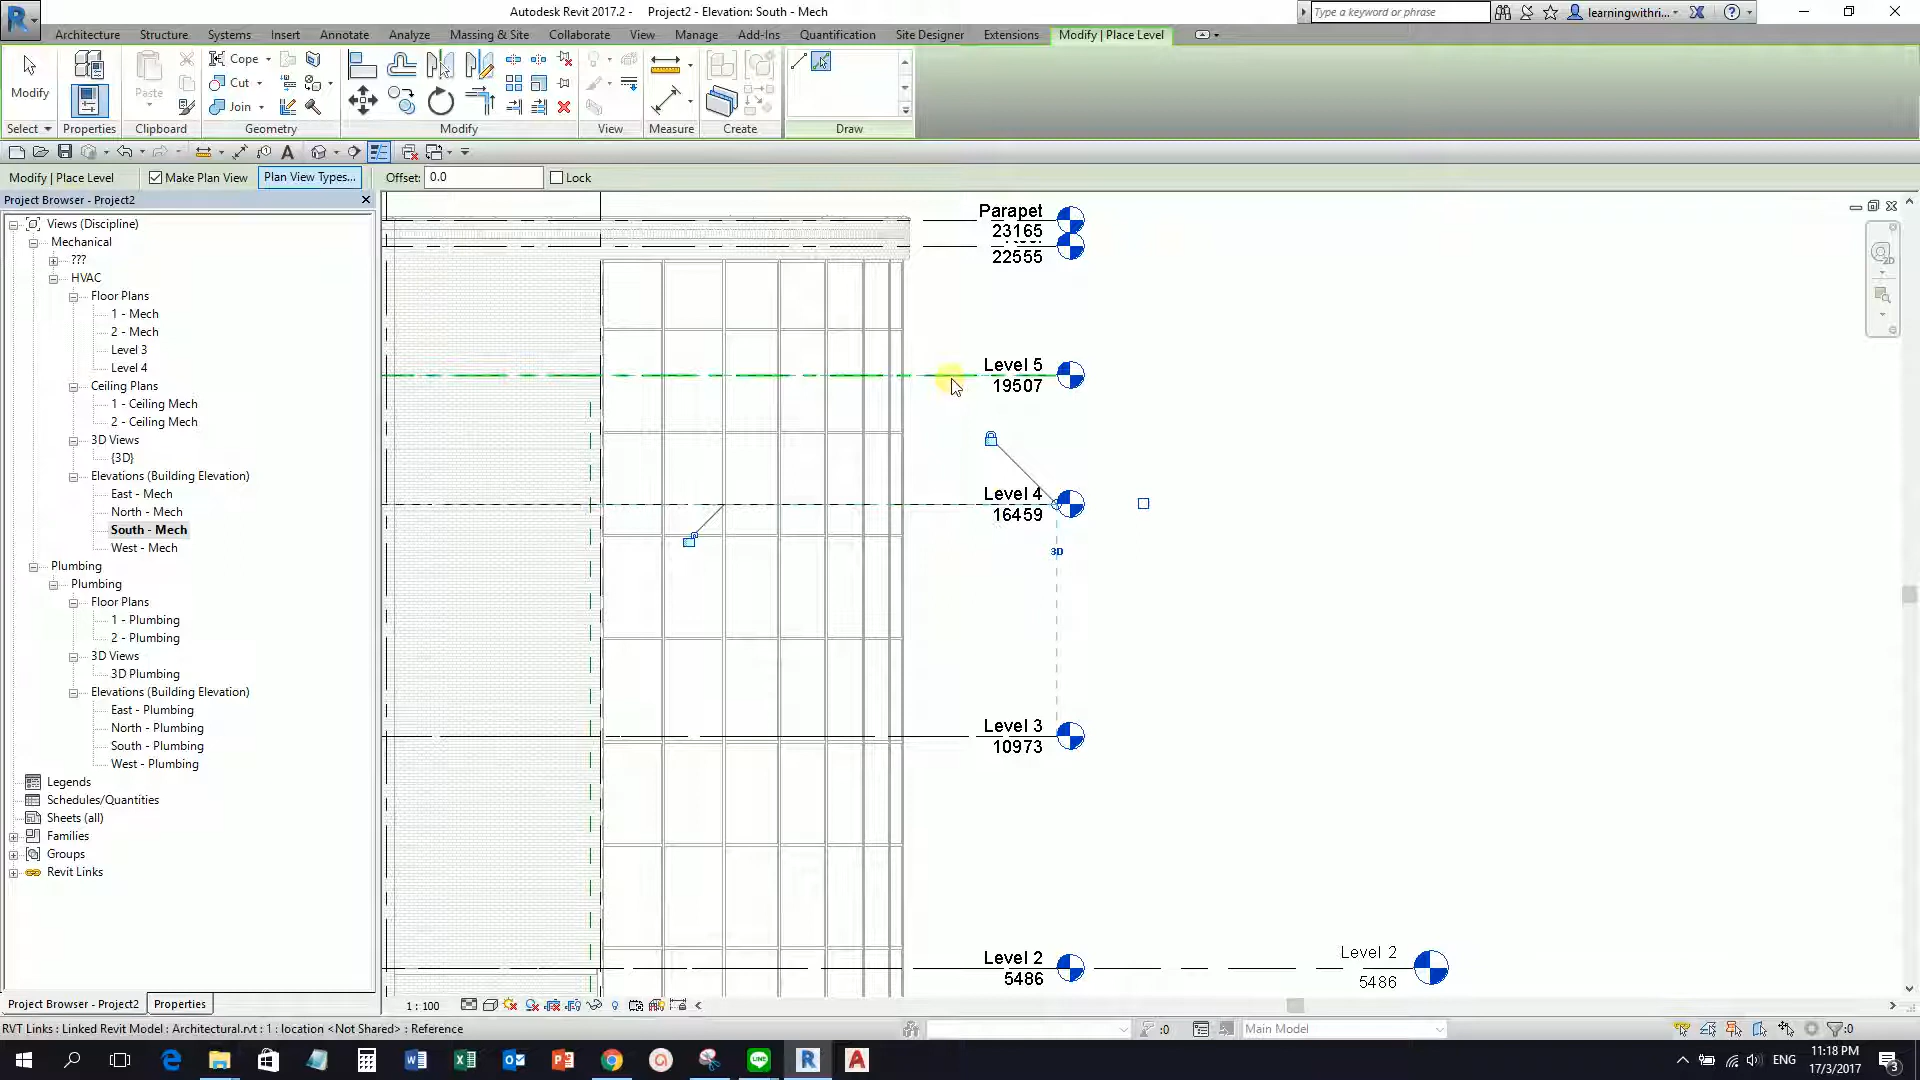 Autodesk Revit 2017.2 - Project2 - Elevation: South - Mech
Type a keyword or phrase
learningwithri...
Architecture Structure Systems Insert Annotate Analyze Massing & Site Collaborate View Manage Add-Ins Quantification Site Designer Extensions Modify | Place Level
Modify
Paste
Cope
Cut
Join
Select Properties Clipboard Geometry Modify View Measure Create Draw
Modify | Place Level Make Plan View Plan View Types... Offset: 0.0 Lock
Project Browser - Project2
Views (Discipline)
Mechanical
???
HVAC
Floor Plans
1 - Mech
2 - Mech
Level 3
Level 4
Ceiling Plans
1 - Ceiling Mech
2 - Ceiling Mech
3D Views
{3D}
Elevations (Building Elevation)
East - Mech
North - Mech
South - Mech
West - Mech
Plumbing
Plumbing
Floor Plans
1 - Plumbing
2 - Plumbing
3D Views
3D Plumbing
Elevations (Building Elevation)
East - Plumbing
North - Plumbing
South - Plumbing
West - Plumbing
Legends
Schedules/Quantities
Sheets (all)
Families
Groups
Revit Links
Project Browser - Project2 Properties
Parapet
23165
22555
Level 5
19507
Level 4
16459
3D
Level 3
10973
Level 2
5486
Level 2
5486
2D
1 : 100
RVT Links : Linked Revit Model : Architectural.rvt : 1 : location <Not Shared> : Reference
:0
Main Model
:0
ENG
11:18 PM
17/3/2017
3